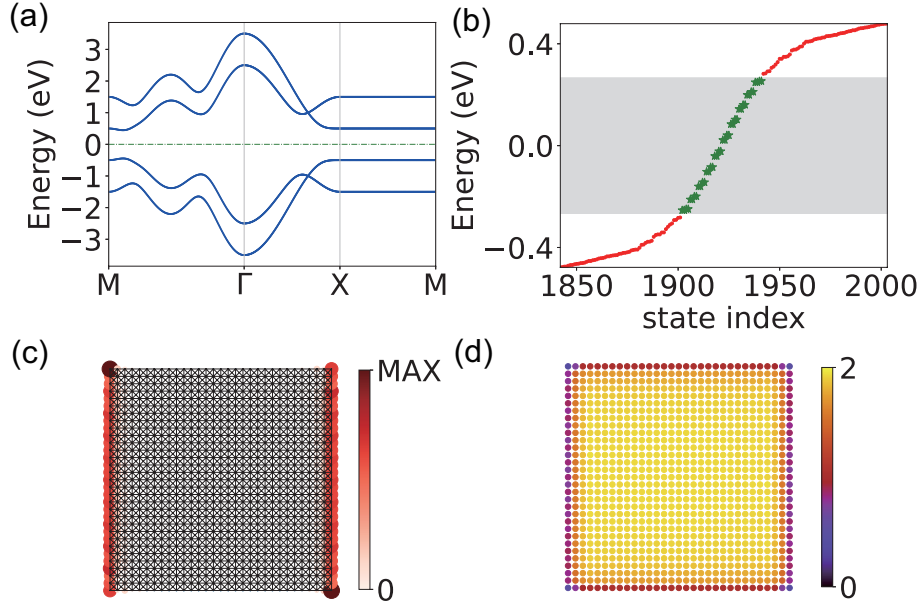 (a)
Energy (eV)
3
2
1
0
−1
−2
−3
M Γ X M
(b)
Energy (eV)
0.4
0.0
−0.4
1850 1900 1950 2000
state index
(c)
MAX
0
(d)
2
0